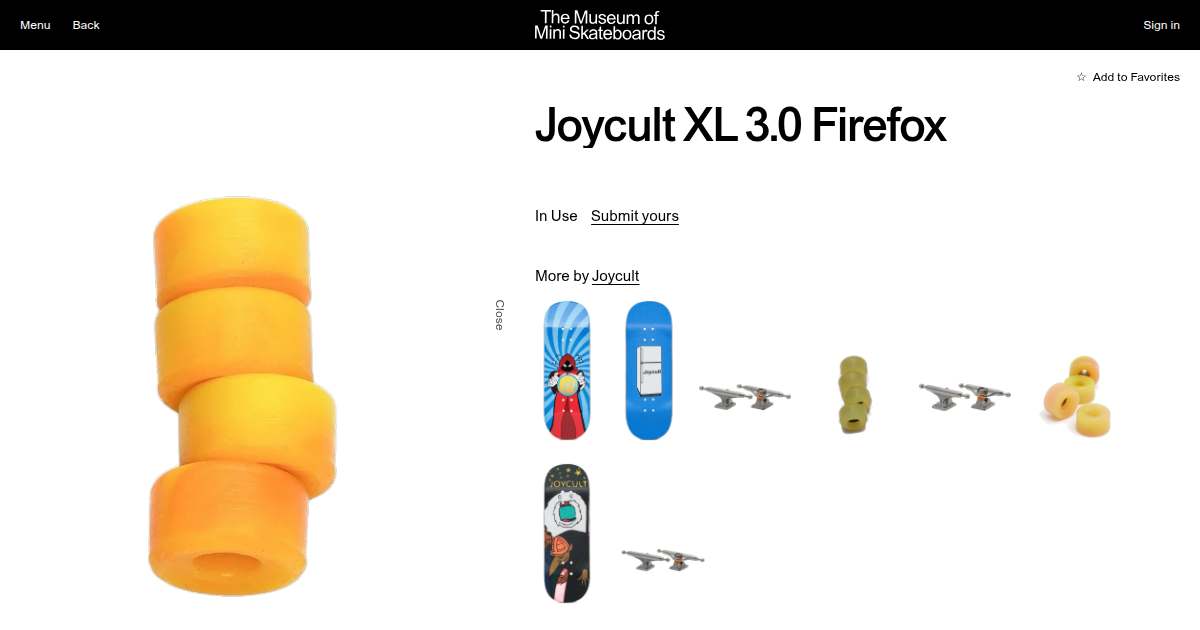 Menu
Back
The Museum of
Mini Skateboards
Sign in
☆ Add to Favorites
Joycult XL 3.0 Firefox
In Use
Submit yours
More by Joycult
Close
Joycult
JOYCULT